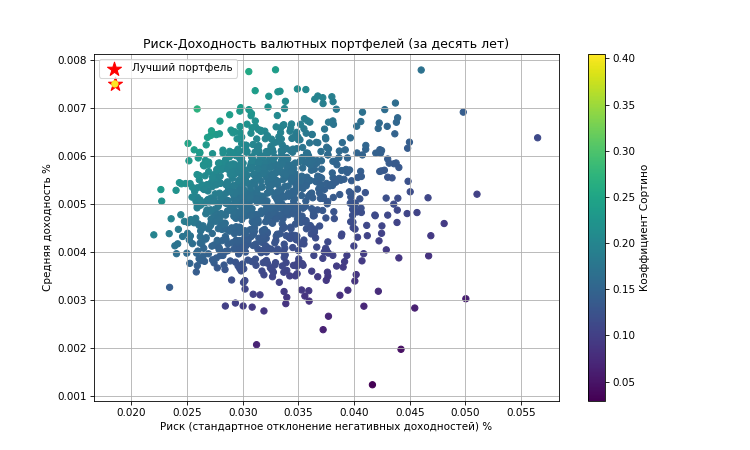 Риск-Доходность валютных портфелей (за десять лет)
Лучший портфель
Средняя доходность %
0.008
0.007
0.006
0.005
0.004
0.003
0.002
0.001
0.020 0.025 0.030 0.035 0.040 0.045 0.050 0.055
Риск (стандартное отклонение негативных доходностей) %
0.40
0.35
0.30
0.25
0.20
0.15
0.10
0.05
Коэффициент Сортино